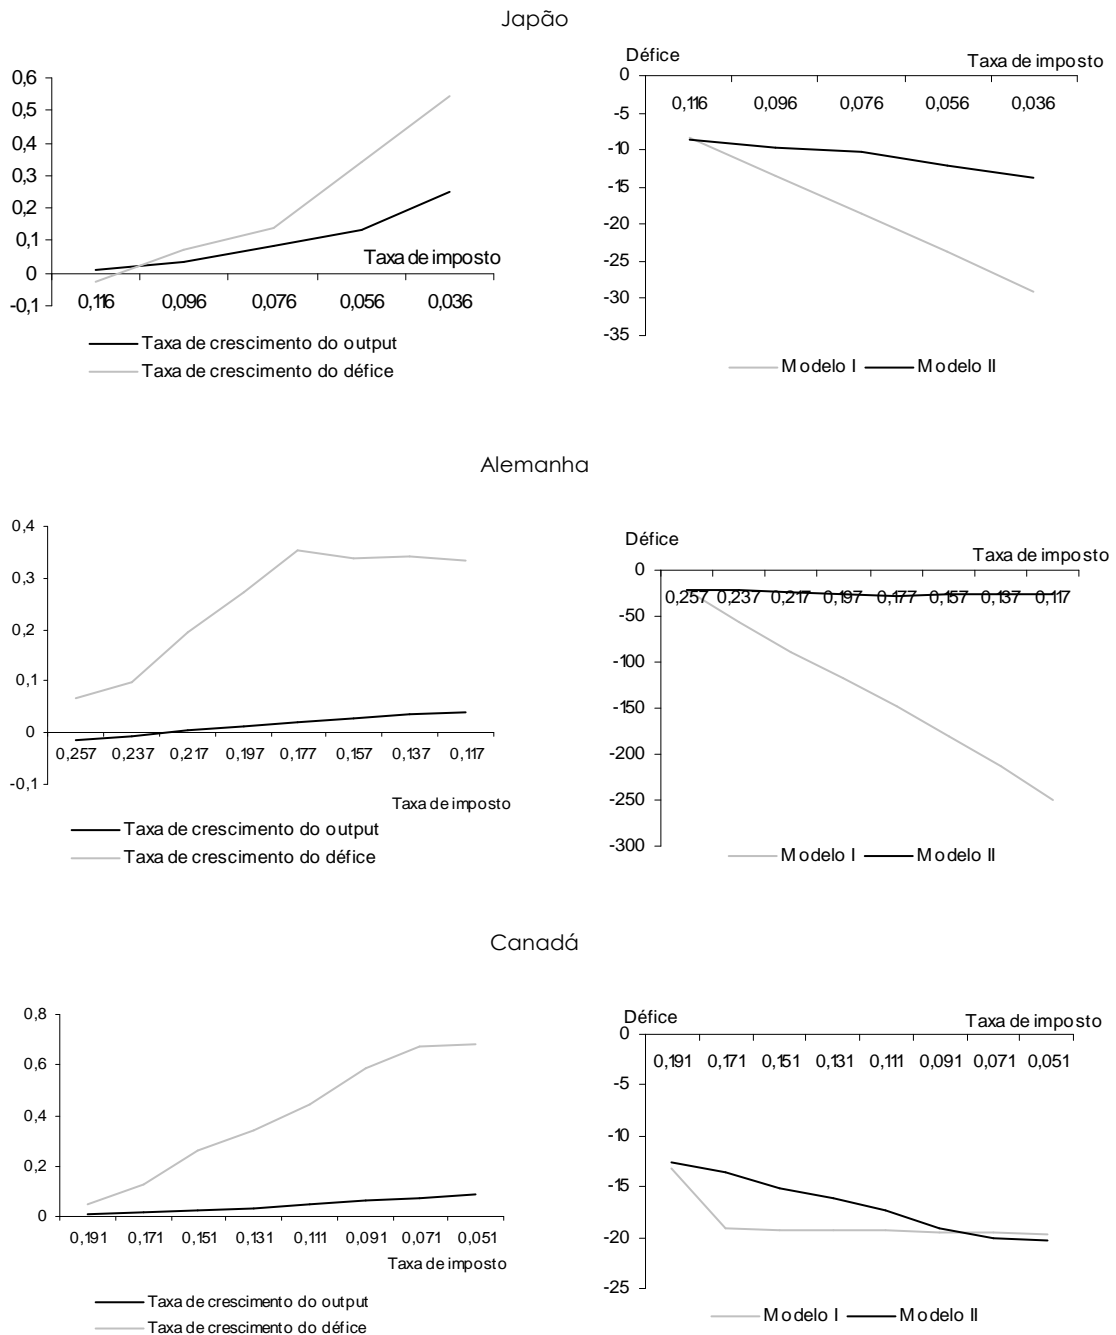 Japão
0,6
0,5
0,4
0,3
0,2
0,1
0
-0,1
Taxa de imposto
0,116 0,096 0,076 0,056 0,036
Taxa de crescimento do output
Taxa de crescimento do défice
Défice
Taxa de imposto
0
0,116 0,096 0,076 0,056 0,036
-5
-10
-15
-20
-25
-30
-35
Modelo I Modelo II
Alemanha
0,4
0,3
0,2
0,1
0
0,257 0,237 0,217 0,197 0,177 0,157 0,137 0,117
-0,1
Taxa de imposto
Taxa de crescimento do output
Taxa de crescimento do défice
Défice
Taxa de imposto
0
0,257 0,237 0,217 0,197 0,177 0,157 0,137 0,117
-50
-100
-150
-200
-250
-300
Modelo I Modelo II
Canadá
0,8
0,6
0,4
0,2
0
0,191 0,171 0,151 0,131 0,111 0,091 0,071 0,051
Taxa de imposto
Taxa de crescimento do output
Taxa de crescimento do défice
Défice
Taxa de imposto
0
0,191 0,171 0,151 0,131 0,111 0,091 0,071 0,051
-5
-10
-15
-20
-25
Modelo I Modelo II